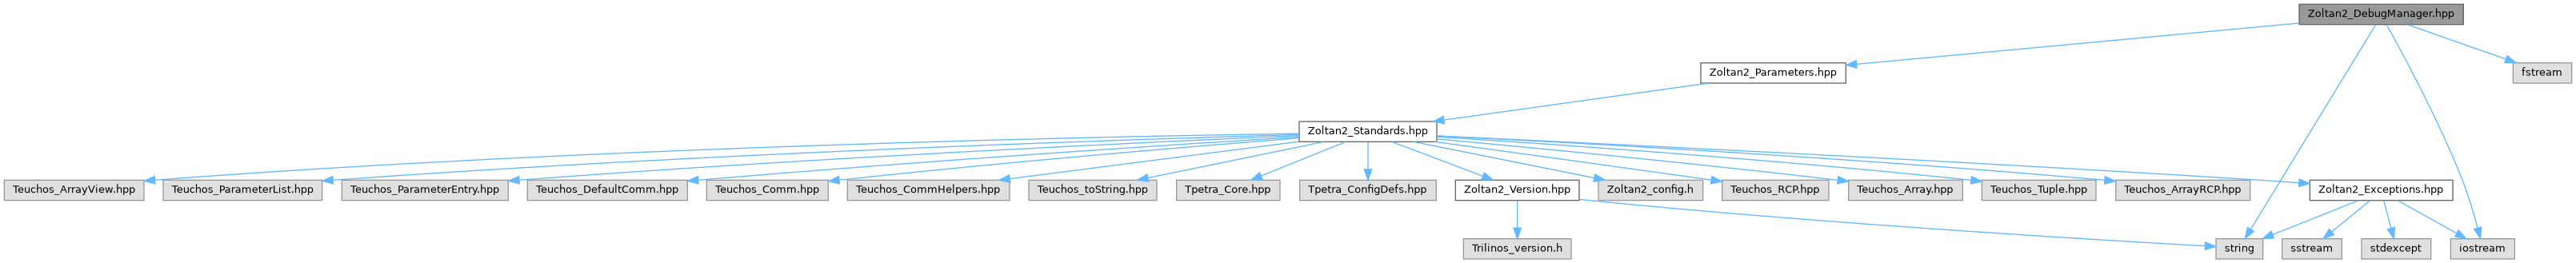 Zoltan2_DebugManager.hpp
Zoltan2_Parameters.hpp
fstream
Zoltan2_Standards.hpp
Teuchos_ArrayView.hpp
Teuchos_ParameterList.hpp
Teuchos_ParameterEntry.hpp
Teuchos_DefaultComm.hpp
Teuchos_Comm.hpp
Teuchos_CommHelpers.hpp
Teuchos_toString.hpp
Tpetra_Core.hpp
Tpetra_ConfigDefs.hpp
Zoltan2_Version.hpp
Zoltan2_config.h
Teuchos_RCP.hpp
Teuchos_Array.hpp
Teuchos_Tuple.hpp
Teuchos_ArrayRCP.hpp
Zoltan2_Exceptions.hpp
Trilinos_version.h
string
sstream
stdexcept
iostream